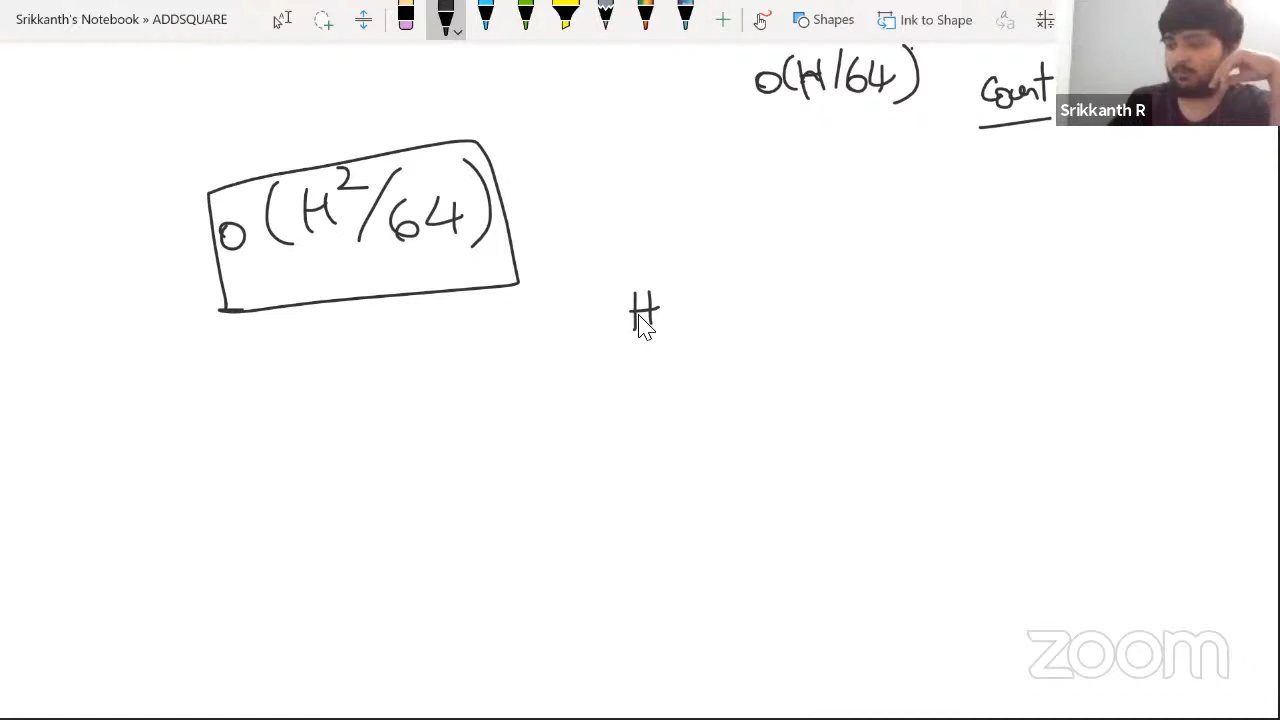 Srikkanth's Notebook » ADDSQUARE
Shapes
Ink to Shape
O(H/64)
Count
Srikkanth R
O(H²/64)
H
zoom